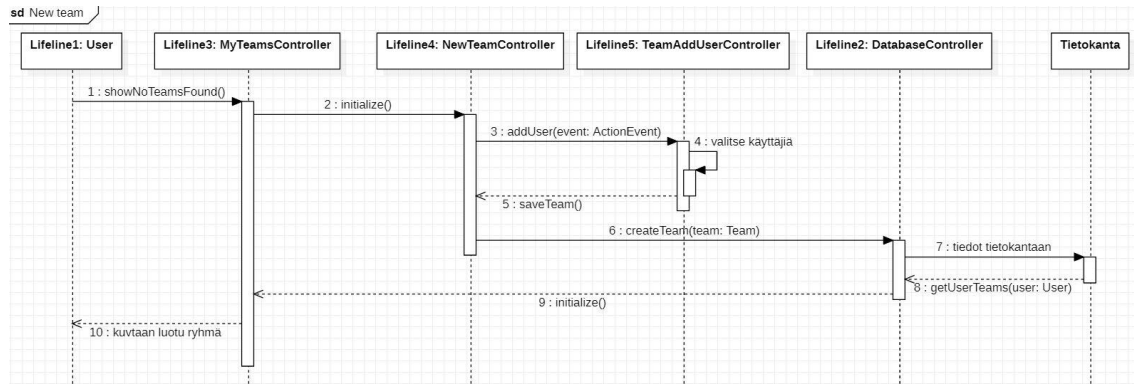 sd New team
Lifeline1: User
Lifeline3: MyTeamsController
Lifeline4: NewTeamController
Lifeline5: TeamAddUserController
Lifeline2: DatabaseController
Tietokanta
1 : showNoTeamsFound()
2 : initialize()
3 : addUser(event: ActionEvent)
4 : valitse käyttäjiä
5 : saveTeam()
6 : createTeam(team: Team)
7 : tiedot tietokantaan
8 : getUserTeams(user: User)
9 : initialize()
10 : kuvtaan luotu ryhmä